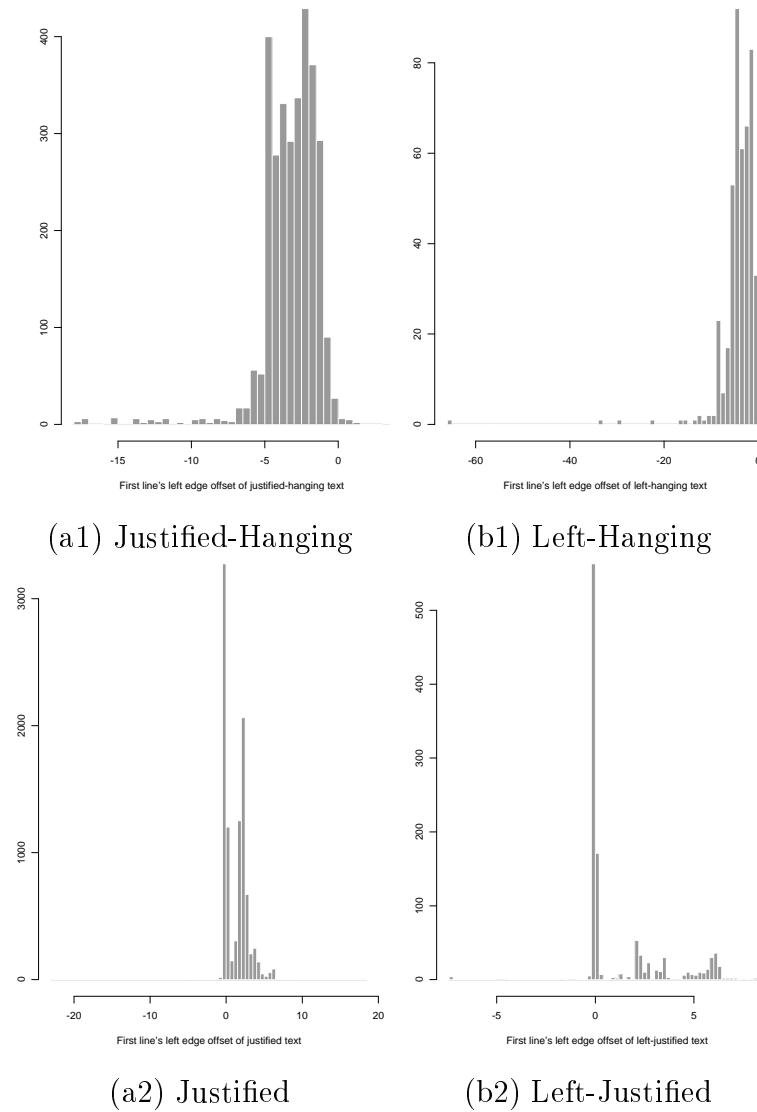 400
300
200
100
0
-15 -10 -5 0
First line's left edge offset of justified-hanging text
(a1) Justified-Hanging
80
60
40
20
0
-60 -40 -20 0
First line's left edge offset of left-hanging text
(b1) Left-Hanging
3000
2000
1000
0
-20 -10 0 10 20
First line's left edge offset of justified text
(a2) Justified
500
400
300
200
100
0
-5 0 5
First line's left edge offset of left-justified text
(b2) Left-Justified